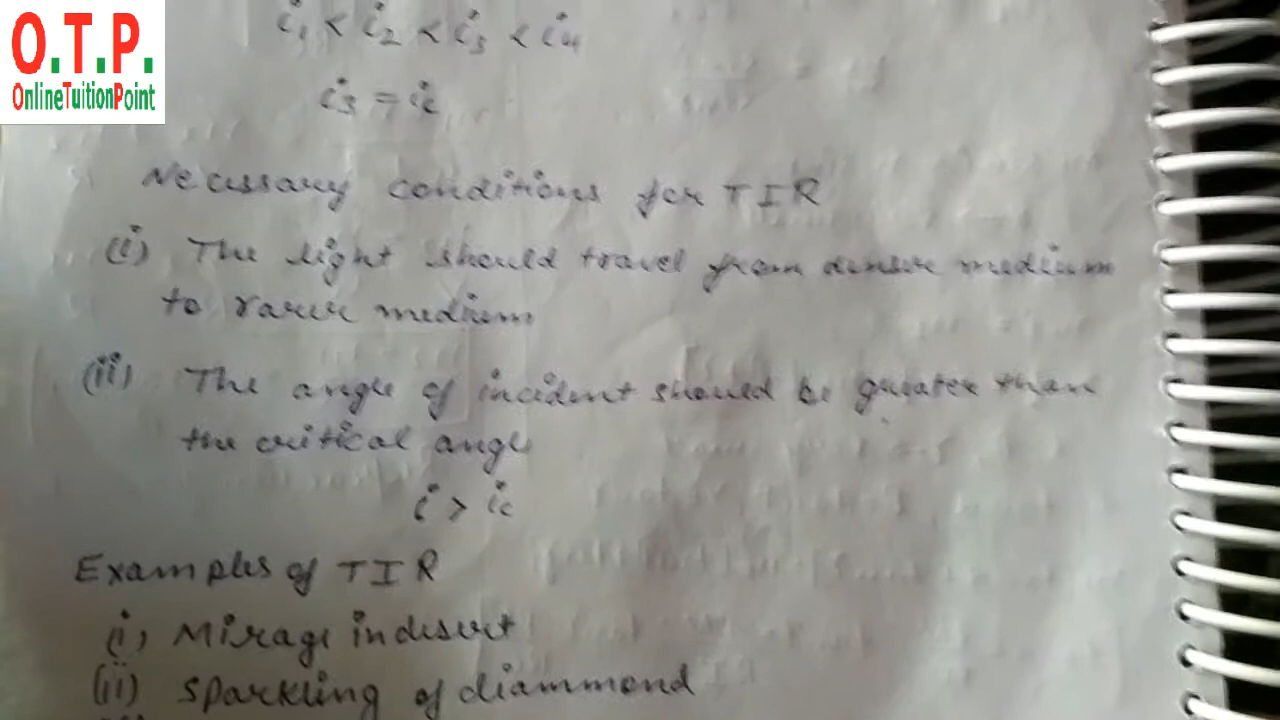 O.T.P.
OnlineTuitionPoint
i₁ < i₂ < i₃ < i₄
i₃ = ic
Necessary conditions for TIR
(i) The light should travel from denser medium
to rarer medium
(ii) The angle of incident should be greater than
the critical angle
i > ic
Examples of TIR
(i) Mirage in desert
(ii) Sparkling of diammond